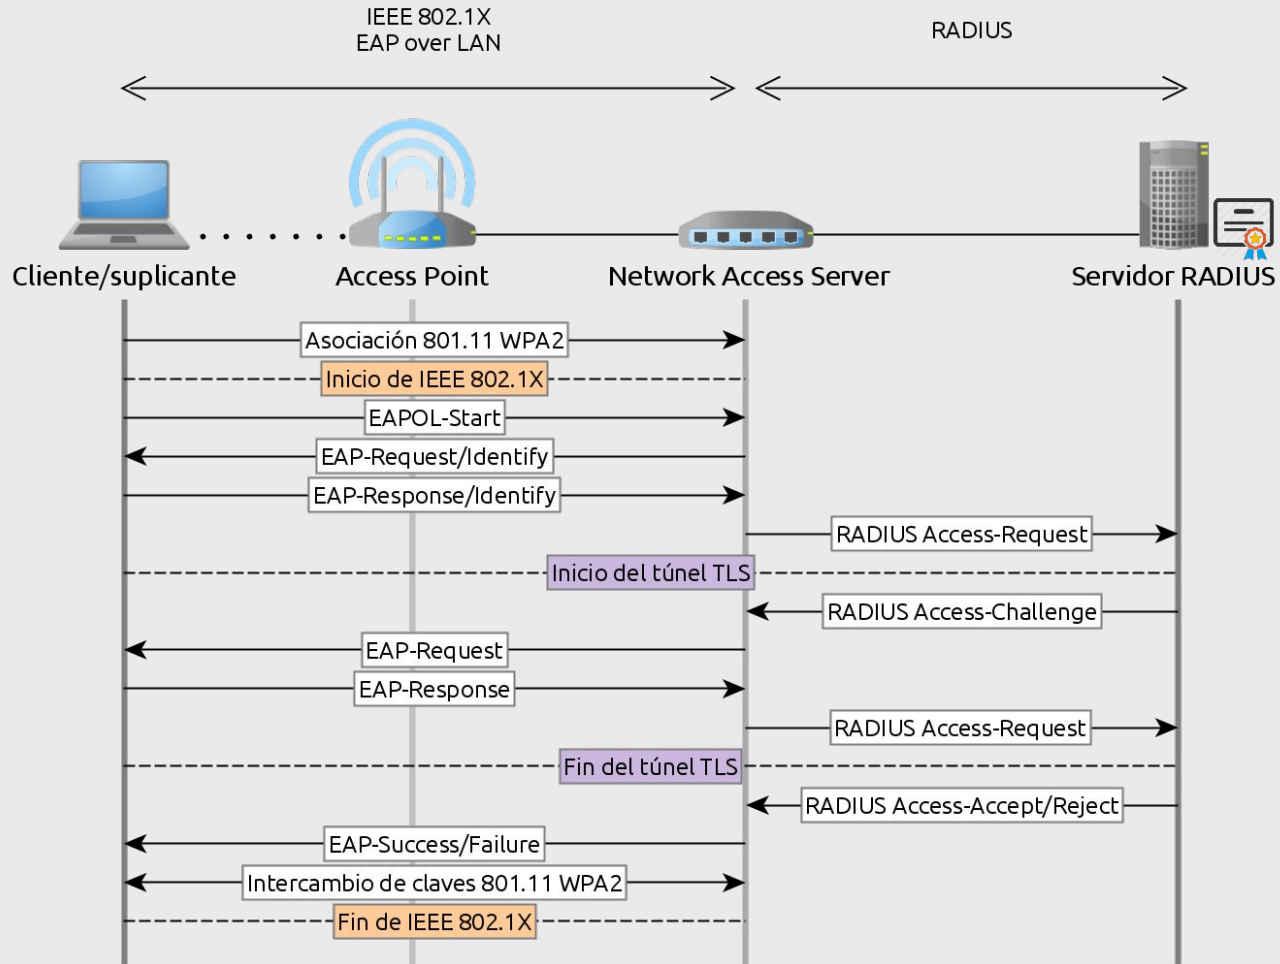 IEEE 802.1X
EAP over LAN
RADIUS
Cliente/suplicante
Access Point
Network Access Server
Servidor RADIUS
Asociación 801.11 WPA2
Inicio de IEEE 802.1X
EAPOL-Start
EAP-Request/Identify
EAP-Response/Identify
RADIUS Access-Request
Inicio del túnel TLS
RADIUS Access-Challenge
EAP-Request
EAP-Response
RADIUS Access-Request
Fin del túnel TLS
RADIUS Access-Accept/Reject
EAP-Success/Failure
Intercambio de claves 801.11 WPA2
Fin de IEEE 802.1X